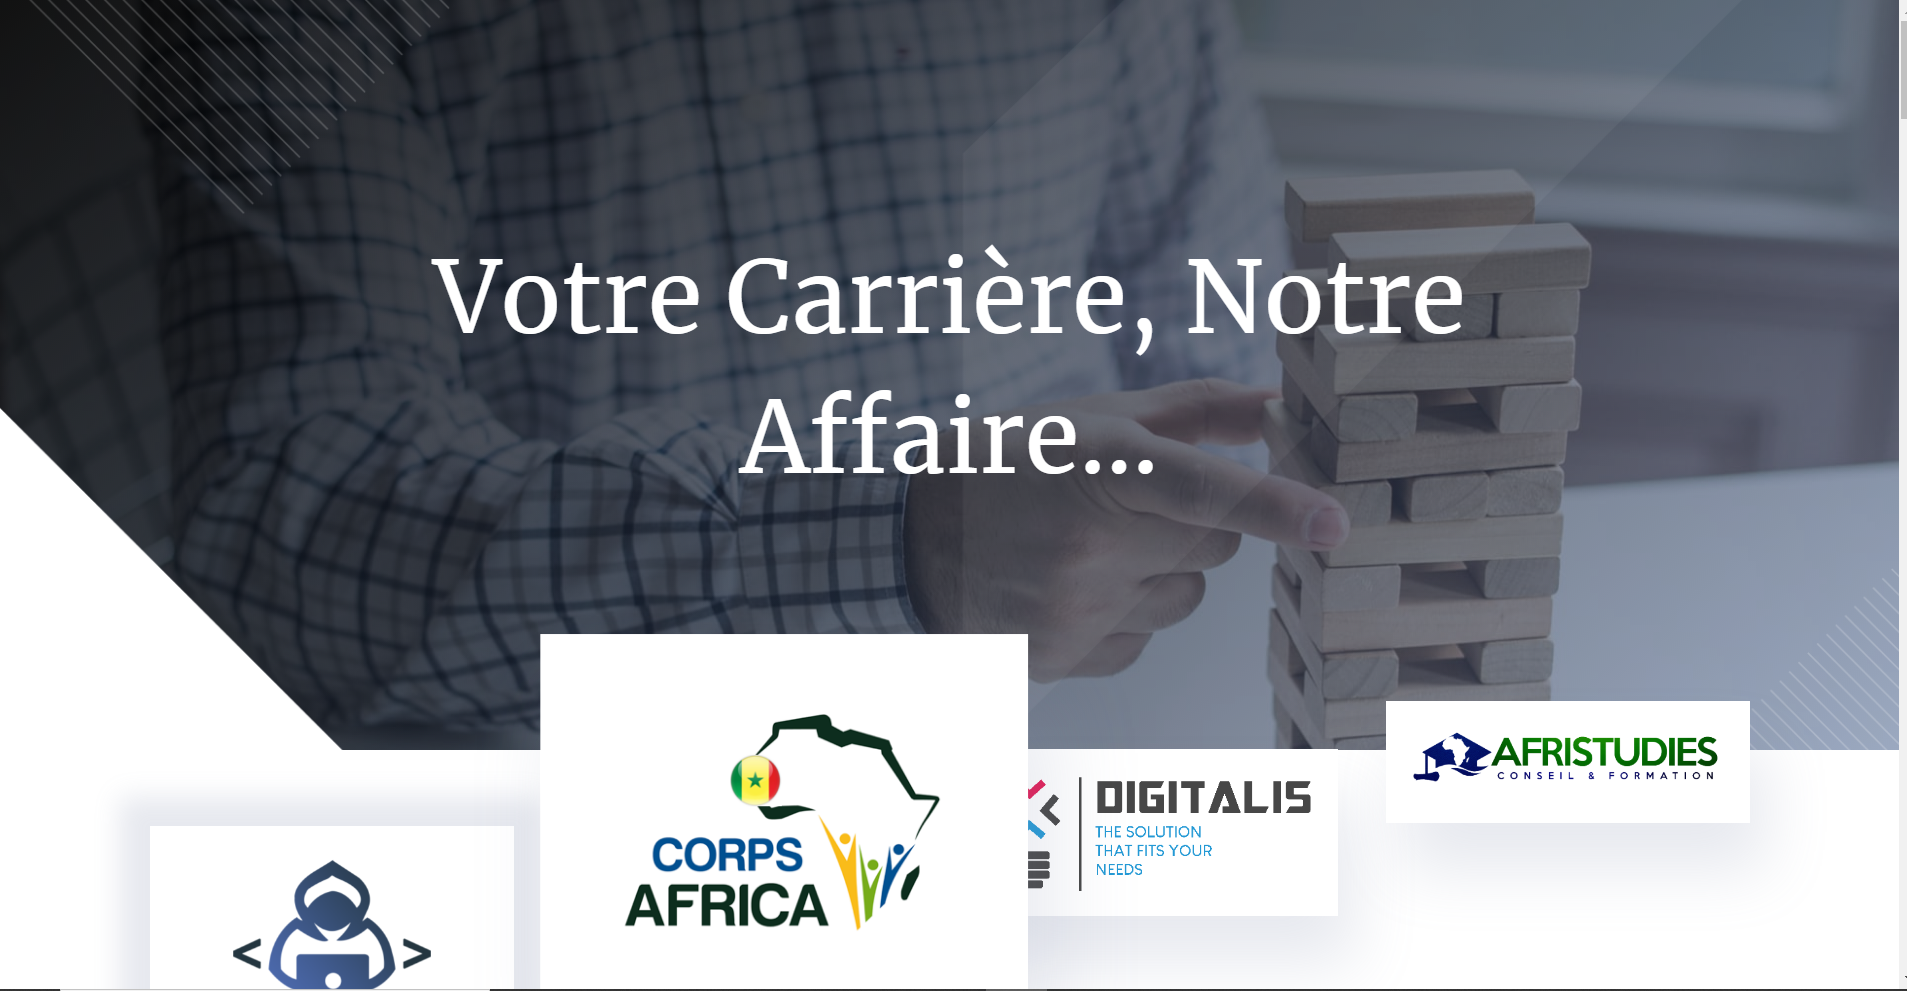 Votre Carrière, Notre
Affaire...
CORPS
AFRICA
DIGITALIS
THE SOLUTION
THAT FITS YOUR
NEEDS
AFRISTUDIES
CONSEIL & FORMATION